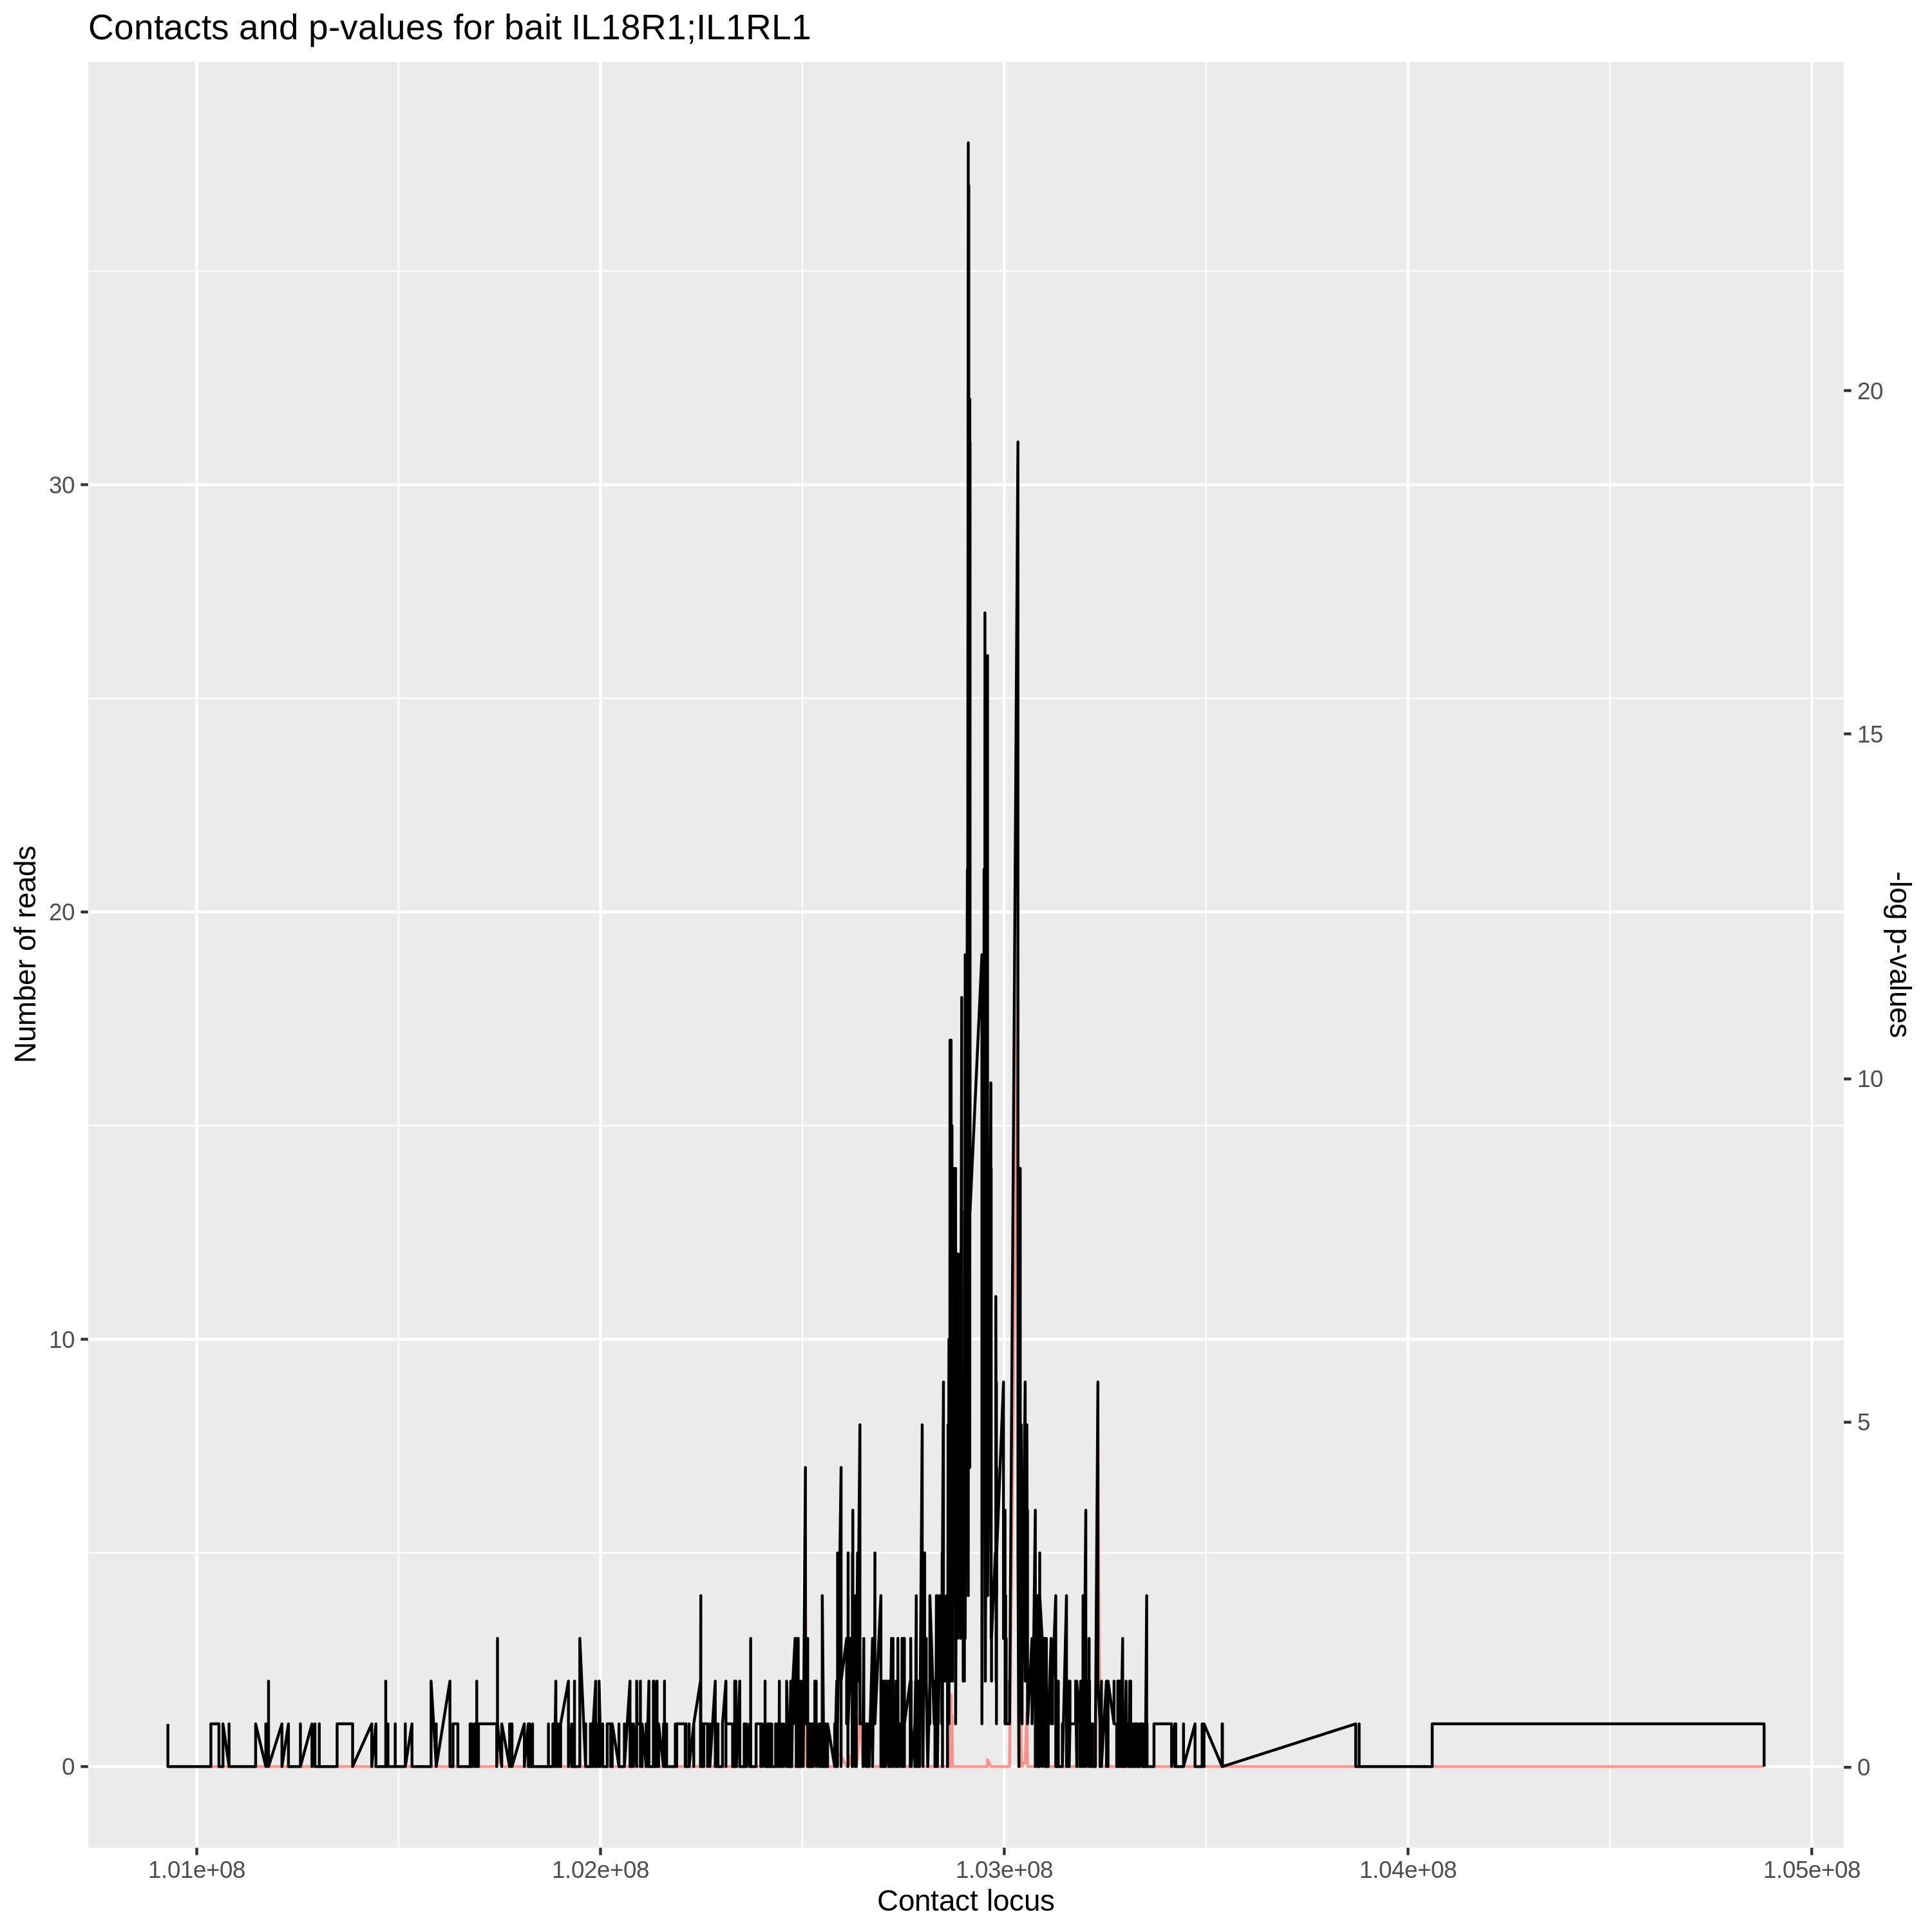 Contacts and p-values for bait IL18R1;IL1RL1
30
20
10
0
Number of reads
20
15
10
5
0
-log p-values
1.01e+08
1.02e+08
1.03e+08
1.04e+08
1.05e+08
Contact locus